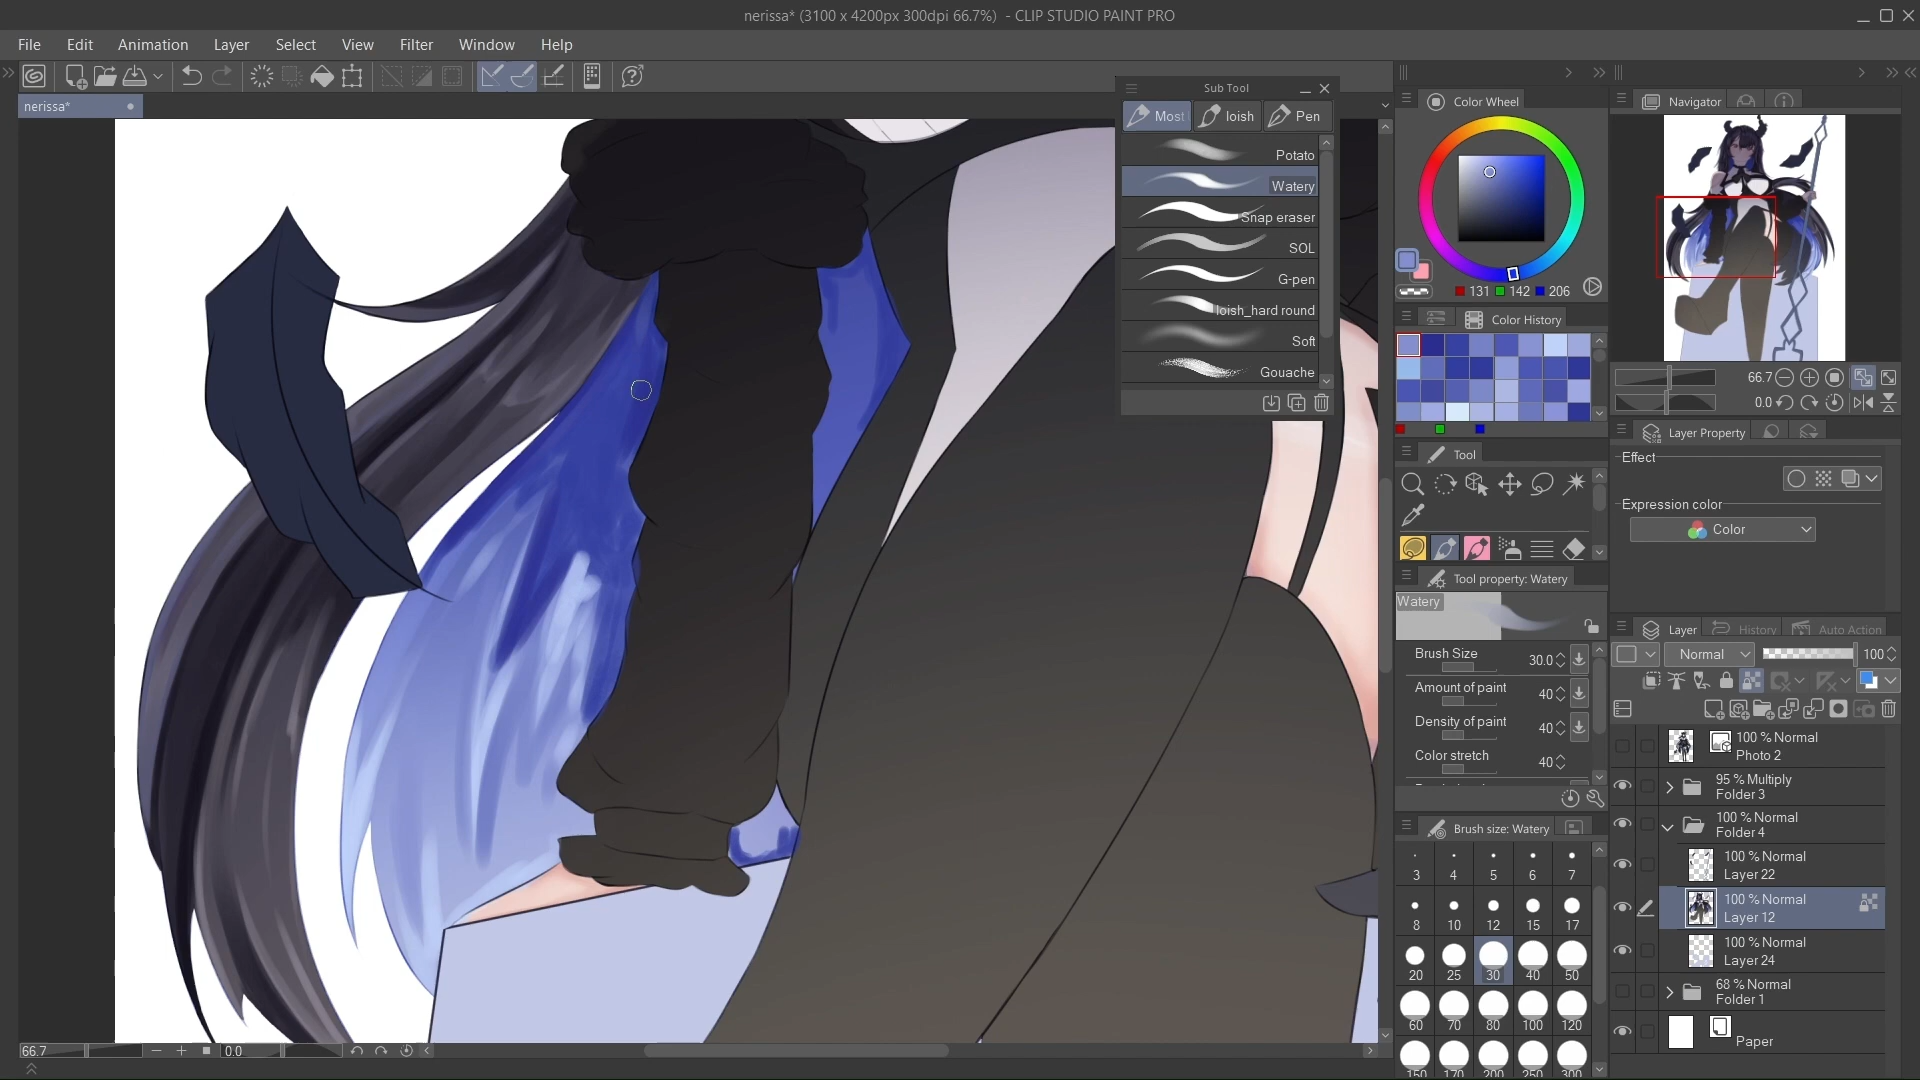 nerissa* (3100 x 4200px 300dpi 66.7%)  - CLIP STUDIO PAINT PRO
File Edit Animation Layer Select View Filter Window Help
nerissa*
Sub Tool
Most loish Pen
Potato
Watery
Snap eraser
SOL
G-pen
loish_hard round
Soft
Gouache
Color Wheel
131 142 206
Color History
Tool
Tool property: Watery
Watery
Brush Size 30.0
Amount of paint 40
Density of paint 40
Color stretch 40
Brush size: Watery
3 4 5 6 7
8 10 12 15 17
20 25 30 40 50
60 70 80 100 120
150 170 200 250 300
Navigator
66.7
0.0
Layer Property
Effect
Expression color
Color
Layer History Auto Action
Normal 100
100 % Normal
Photo 2
95 % Multiply
Folder 3
100 % Normal
Folder 4
100 % Normal
Layer 22
100 % Normal
Layer 12
100 % Normal
Layer 24
68 % Normal
Folder 1
Paper
66.7 0.0